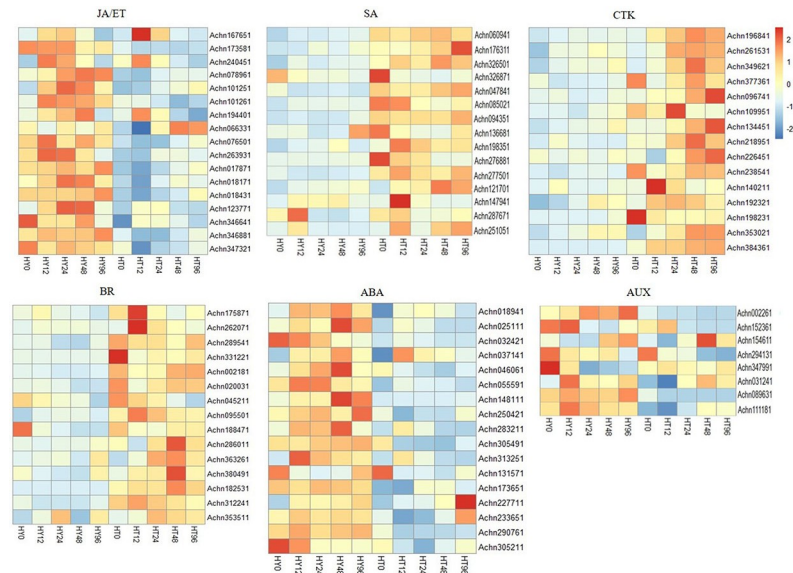 JA/ET
Achn167651
Achn173581
Achn240451
Achn078961
Achn101251
Achn101261
Achn194401
Achn066331
Achn076501
Achn263931
Achn017871
Achn018171
Achn018431
Achn123771
Achn346641
Achn346881
Achn347321
HY0 HY12 HY24 HY48 HY96 HT0 HT12 HT24 HT48 HT96
SA
Achn060941
Achn176311
Achn326501
Achn326871
Achn047841
Achn085021
Achn094351
Achn136681
Achn198351
Achn276881
Achn277501
Achn121701
Achn147941
Achn287671
Achn251051
HY0 HY12 HY24 HY48 HY96 HT0 HT12 HT24 HT48 HT96
CTK
Achn196841
Achn261531
Achn349621
Achn377361
Achn096741
Achn109951
Achn134451
Achn218951
Achn226451
Achn238541
Achn140211
Achn192321
Achn198231
Achn353021
Achn384361
HY0 HY12 HY24 HY48 HY96 HT0 HT12 HT24 HT48 HT96
2
1
0
-1
-2
BR
Achn175871
Achn262071
Achn289541
Achn331221
Achn002181
Achn020031
Achn045211
Achn095501
Achn188471
Achn286011
Achn363261
Achn380491
Achn182531
Achn312241
Achn353511
HY0 HY12 HY24 HY48 HY96 HT0 HT12 HT24 HT48 HT96
ABA
Achn018941
Achn025111
Achn032421
Achn037141
Achn046061
Achn055591
Achn148111
Achn250421
Achn283211
Achn305491
Achn313251
Achn131571
Achn173651
Achn227711
Achn233651
Achn290761
Achn305211
HY0 HY12 HY24 HY48 HY96 HT0 HT12 HT24 HT48 HT96
AUX
Achn002261
Achn152361
Achn154611
Achn294131
Achn347991
Achn031241
Achn089631
Achn111181
HY0 HY12 HY24 HY48 HY96 HT0 HT12 HT24 HT48 HT96